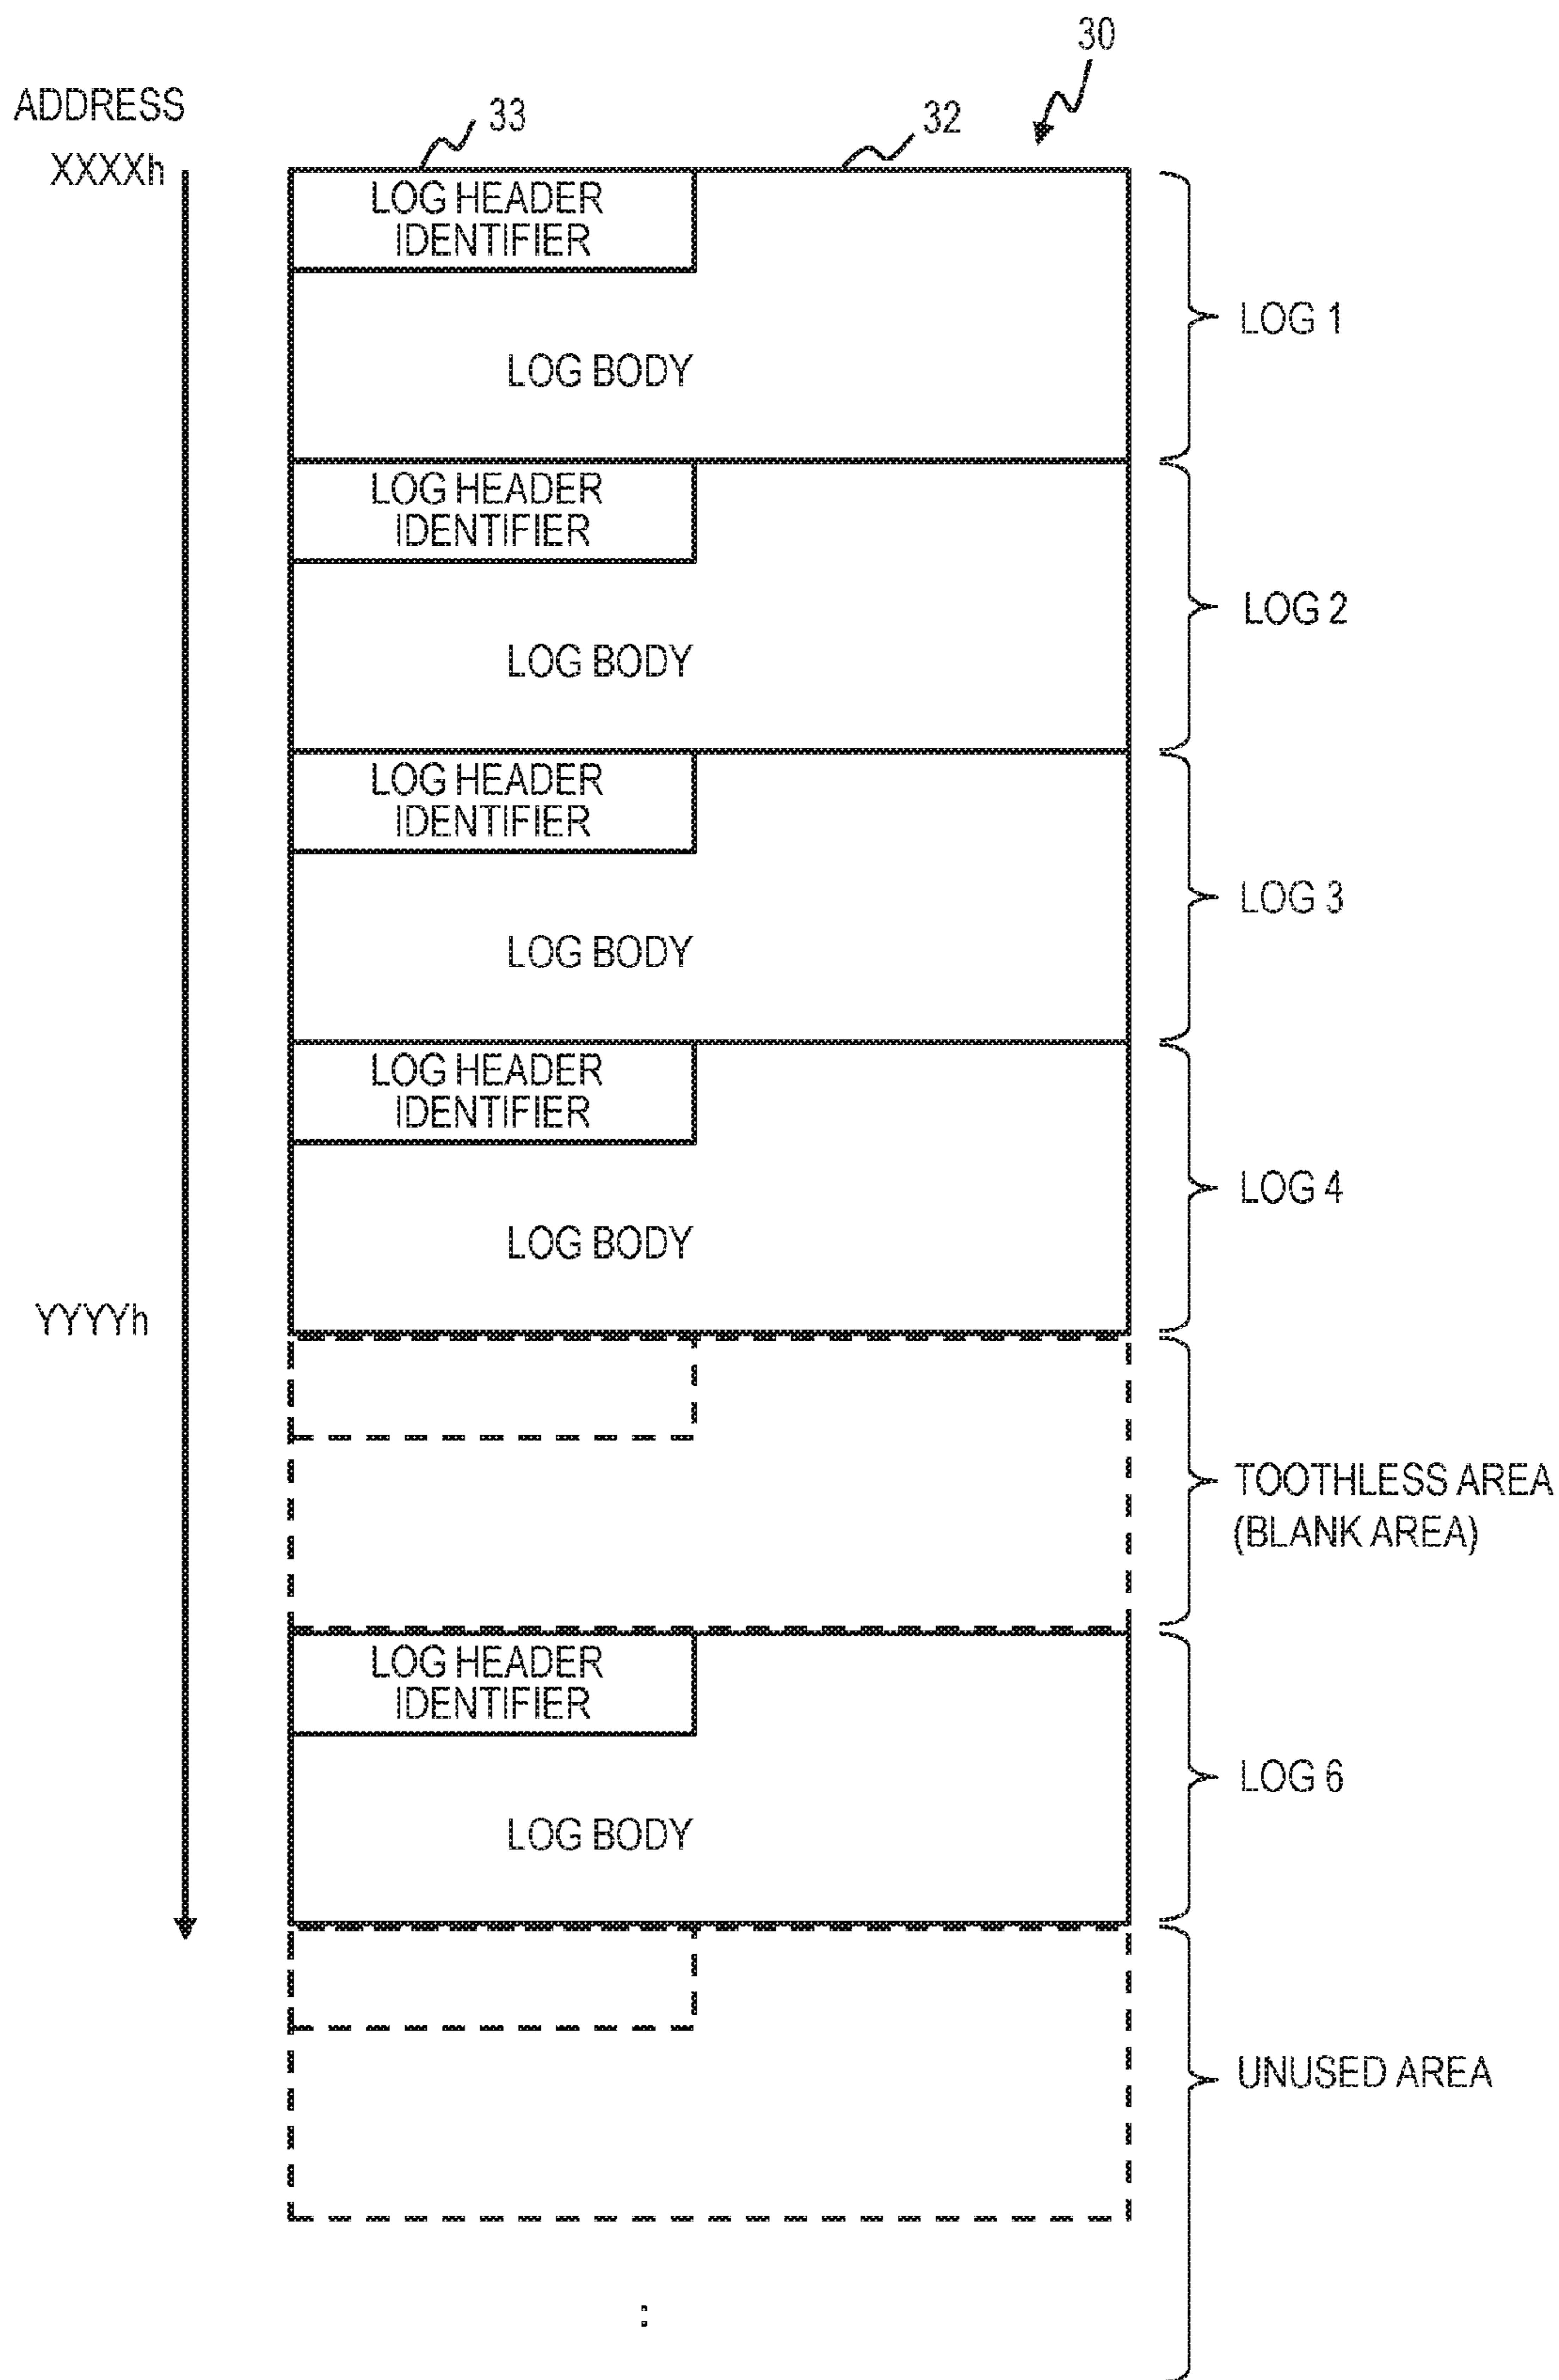 30
ADDRESS
33
32
XXXXh
LOG HEADER
IDENTIFIER
LOG 1
LOG BODY
LOG HEADER
IDENTIFIER
LOG 2
LOG BODY
LOG HEADER
IDENTIFIER
LOG 3
LOG BODY
LOG HEADER
IDENTIFIER
LOG 4
LOG BODY
YYYYh
TOOTHLESS AREA
(BLANK AREA)
LOG HEADER
IDENTIFIER
LOG 6
LOG BODY
UNUSED AREA
: